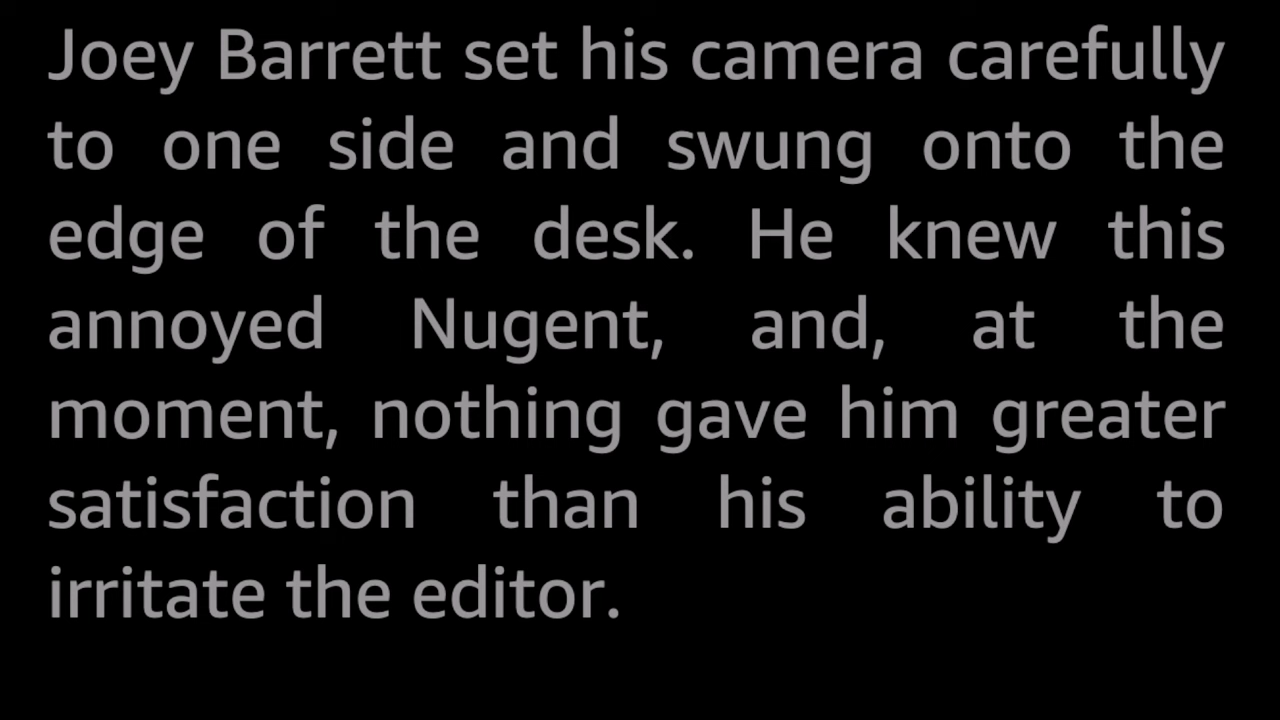 Joey Barrett set his camera carefully
to one side and swung onto the
edge of the desk. He knew this
annoyed Nugent, and, at the
moment, nothing gave him greater
satisfaction than his ability to
irritate the editor.